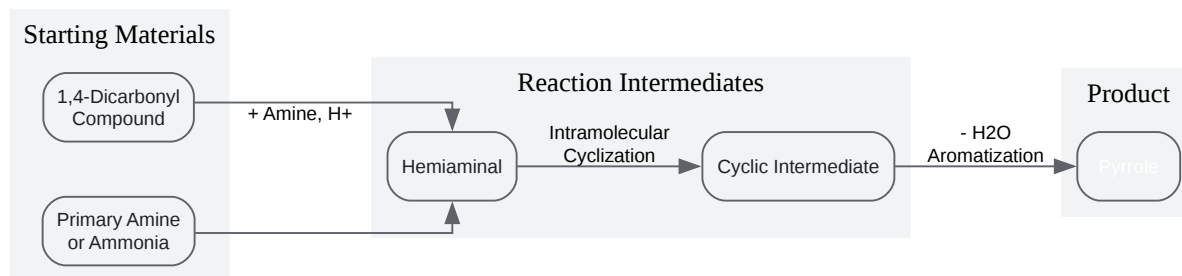 Starting Materials
1,4-Dicarbonyl
Compound
Primary Amine
or Ammonia
+ Amine, H+
Reaction Intermediates
Hemiaminal
Intramolecular
Cyclization
Cyclic Intermediate
- H2O
Aromatization
Product
Pyrrole